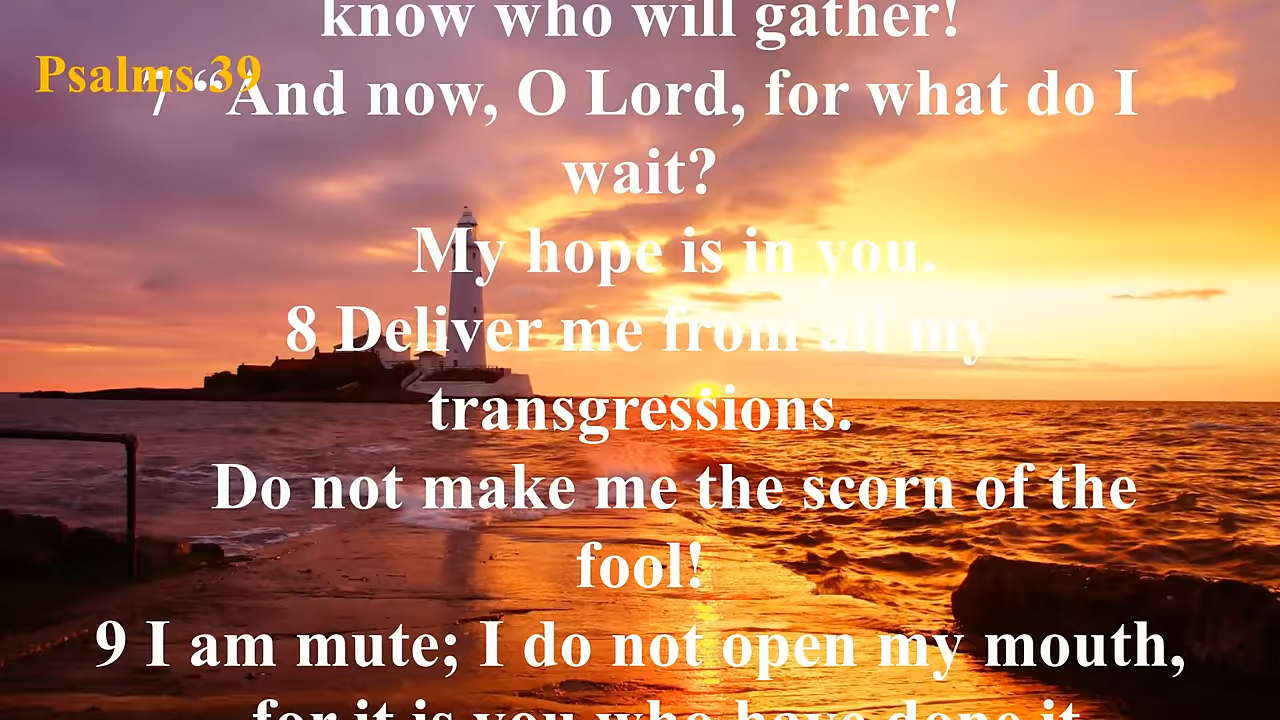 know who will gather!
Psalms 39
7 “And now, O Lord, for what do I
wait?
My hope is in you.
8 Deliver me from all my
transgressions.
Do not make me the scorn of the
fool!
9 I am mute; I do not open my mouth,
for it is you who have done it